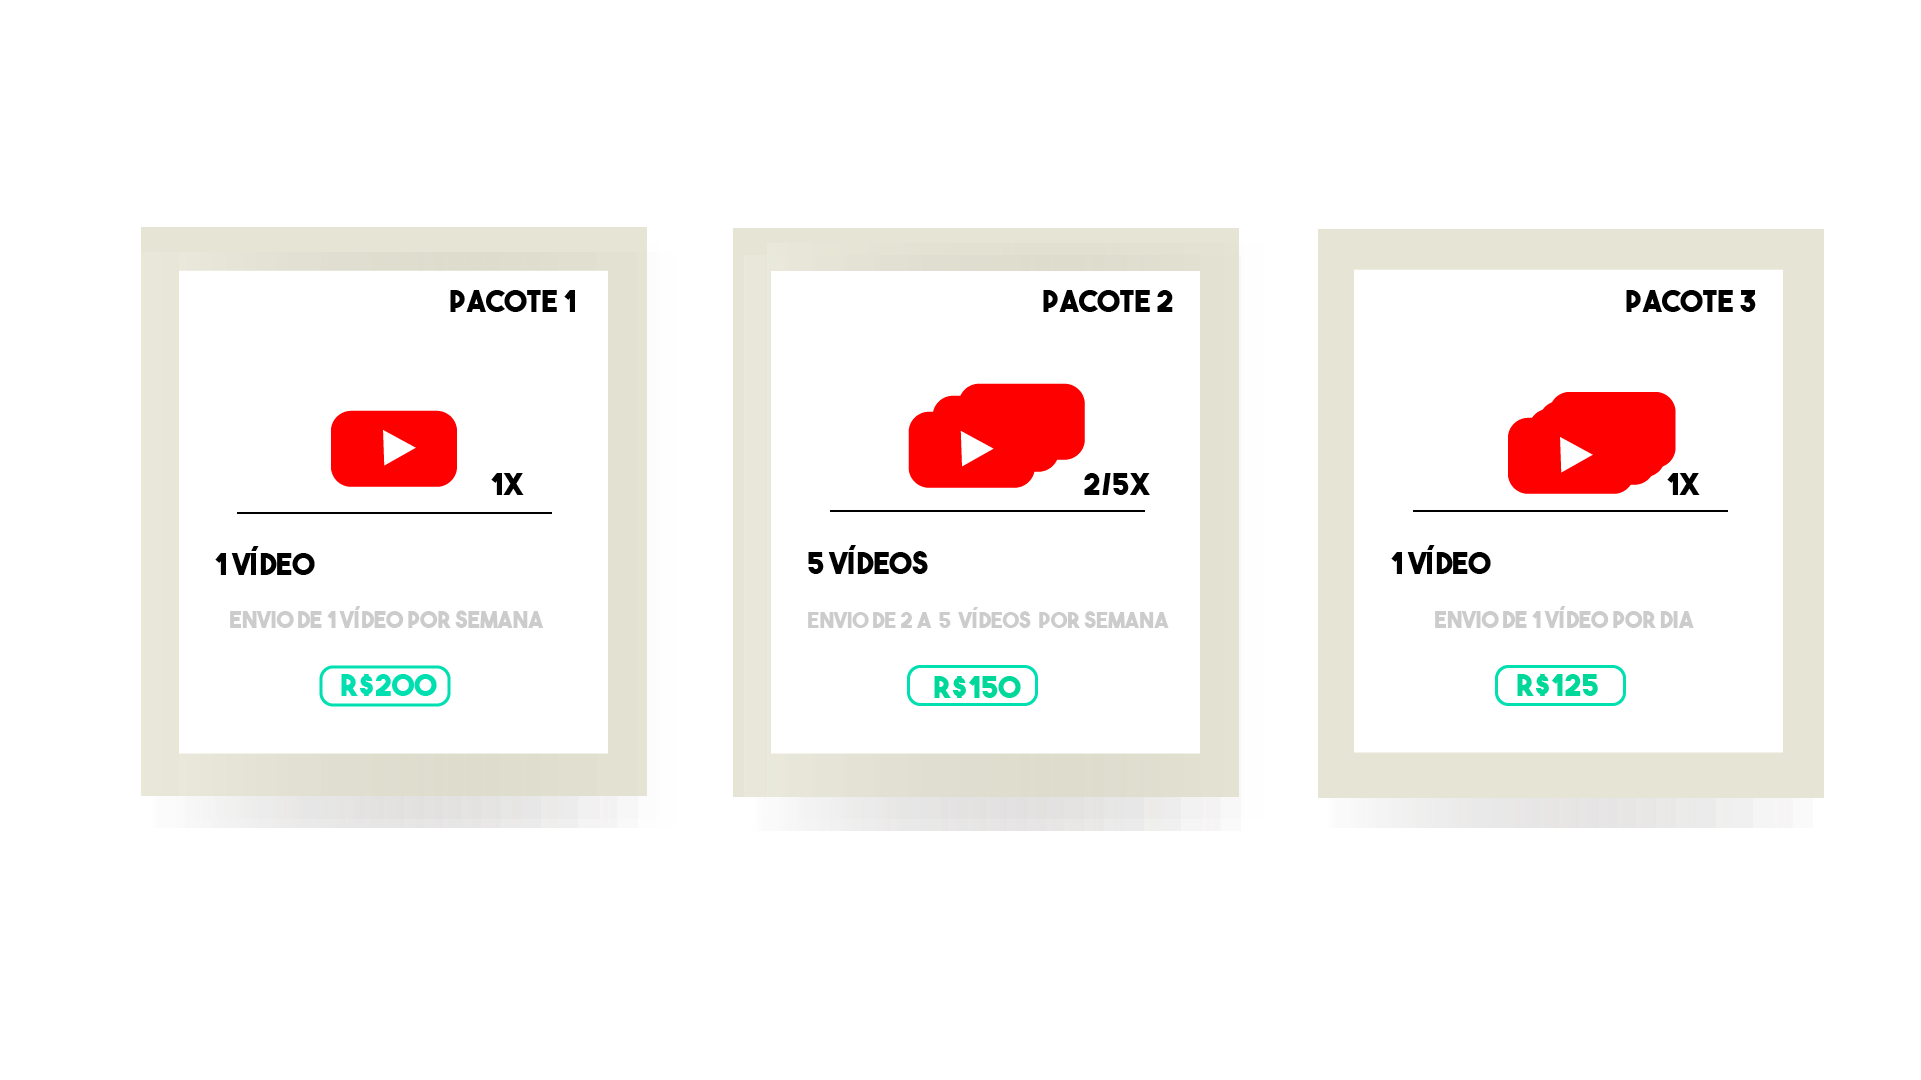 PACOTE 1
1X
1 VÍDEO
ENVIO DE 1 VÍDEO POR SEMANA
R$200
PACOTE 2
2/5X
5 VÍDEOS
ENVIO DE 2 A 5 VÍDEOS POR SEMANA
R$150
PACOTE 3
1X
1 VÍDEO
ENVIO DE 1 VÍDEO POR DIA
R$125